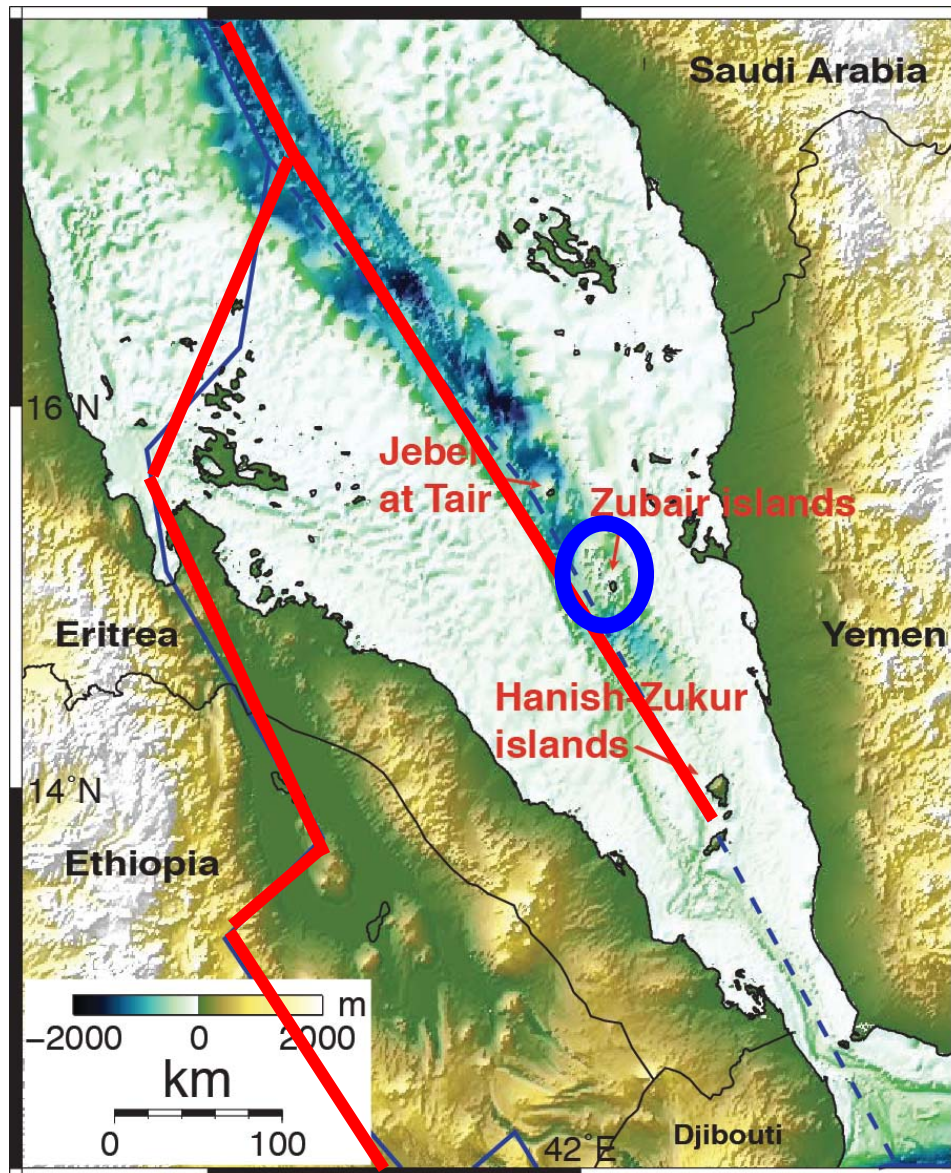 Saudi Arabia
16°N
Jebel
at Tair
Zubair islands
Eritrea
Yemen
Hanish-Zukur
islands
14°N
Ethiopia
m
−2000 0 2000
km
0 100
42°E
Djibouti